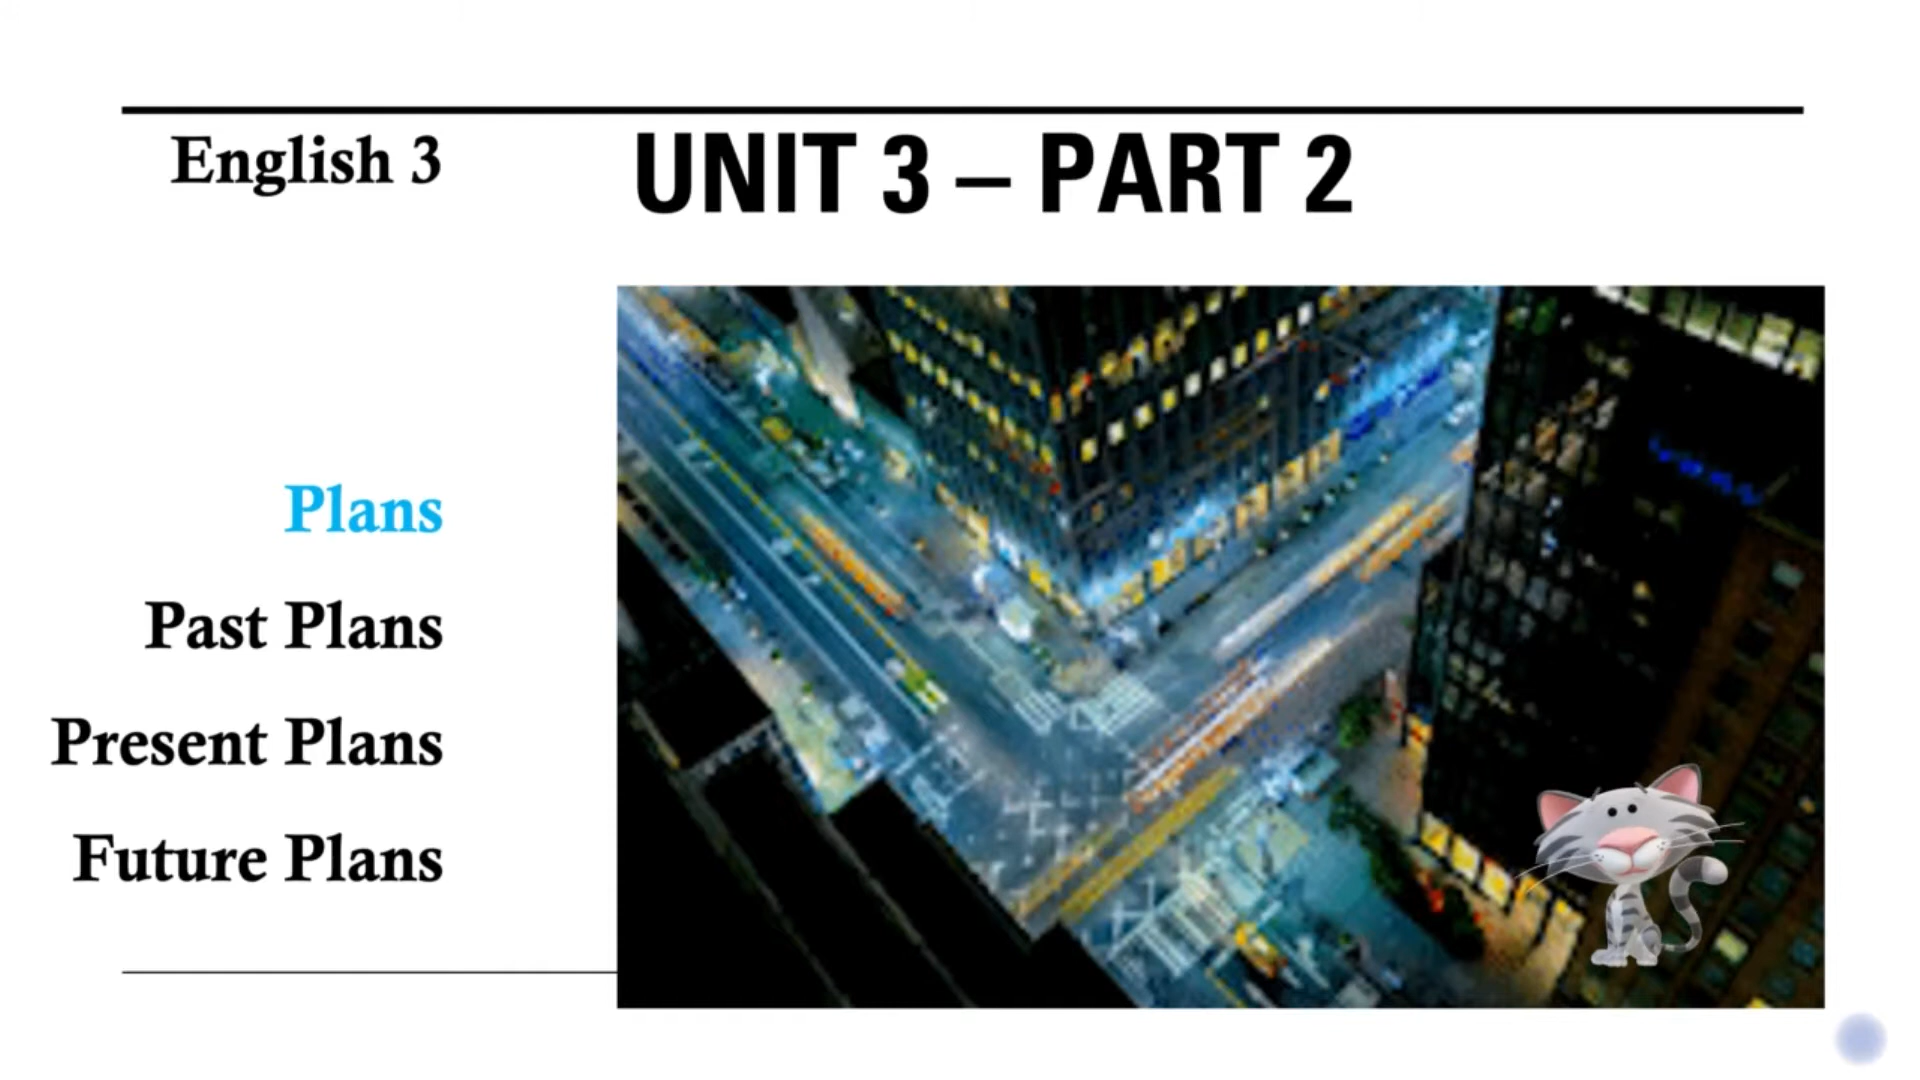 English 3
UNIT 3 – PART 2
Plans
Past Plans
Present Plans
Future Plans